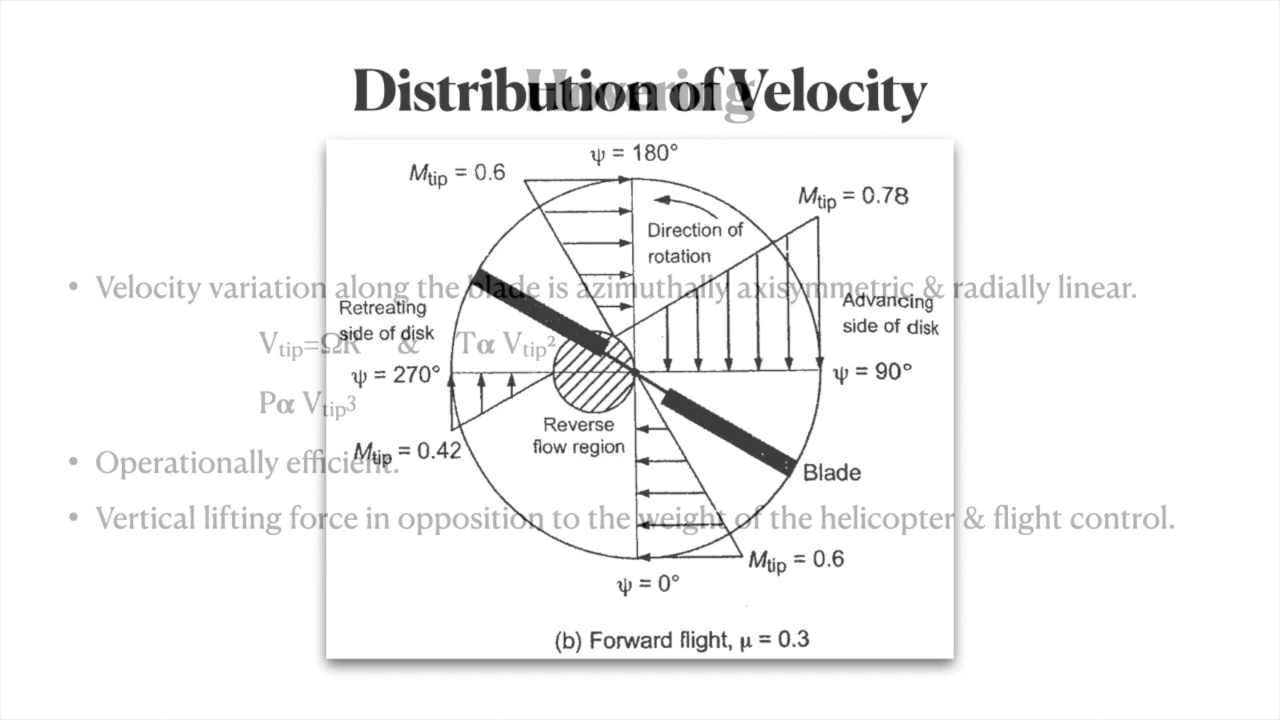 Distribution of Velocity
Hovering
ψ = 180°
Mtip = 0.6
Mtip = 0.78
Direction of
rotation
• Velocity variation along the blade is azimuthally axisymmetric & radially linear.
Retreating
side of disk
Advancing
side of disk
Vtip=ΩR & Tα Vtip²
ψ = 270°
ψ = 90°
Pα Vtip³
Reverse
flow region
Mtip = 0.42
• Operationally efficient.
Blade
• Vertical lifting force in opposition to the weight of the helicopter & flight control.
Mtip = 0.6
ψ = 0°
(b) Forward flight, μ = 0.3